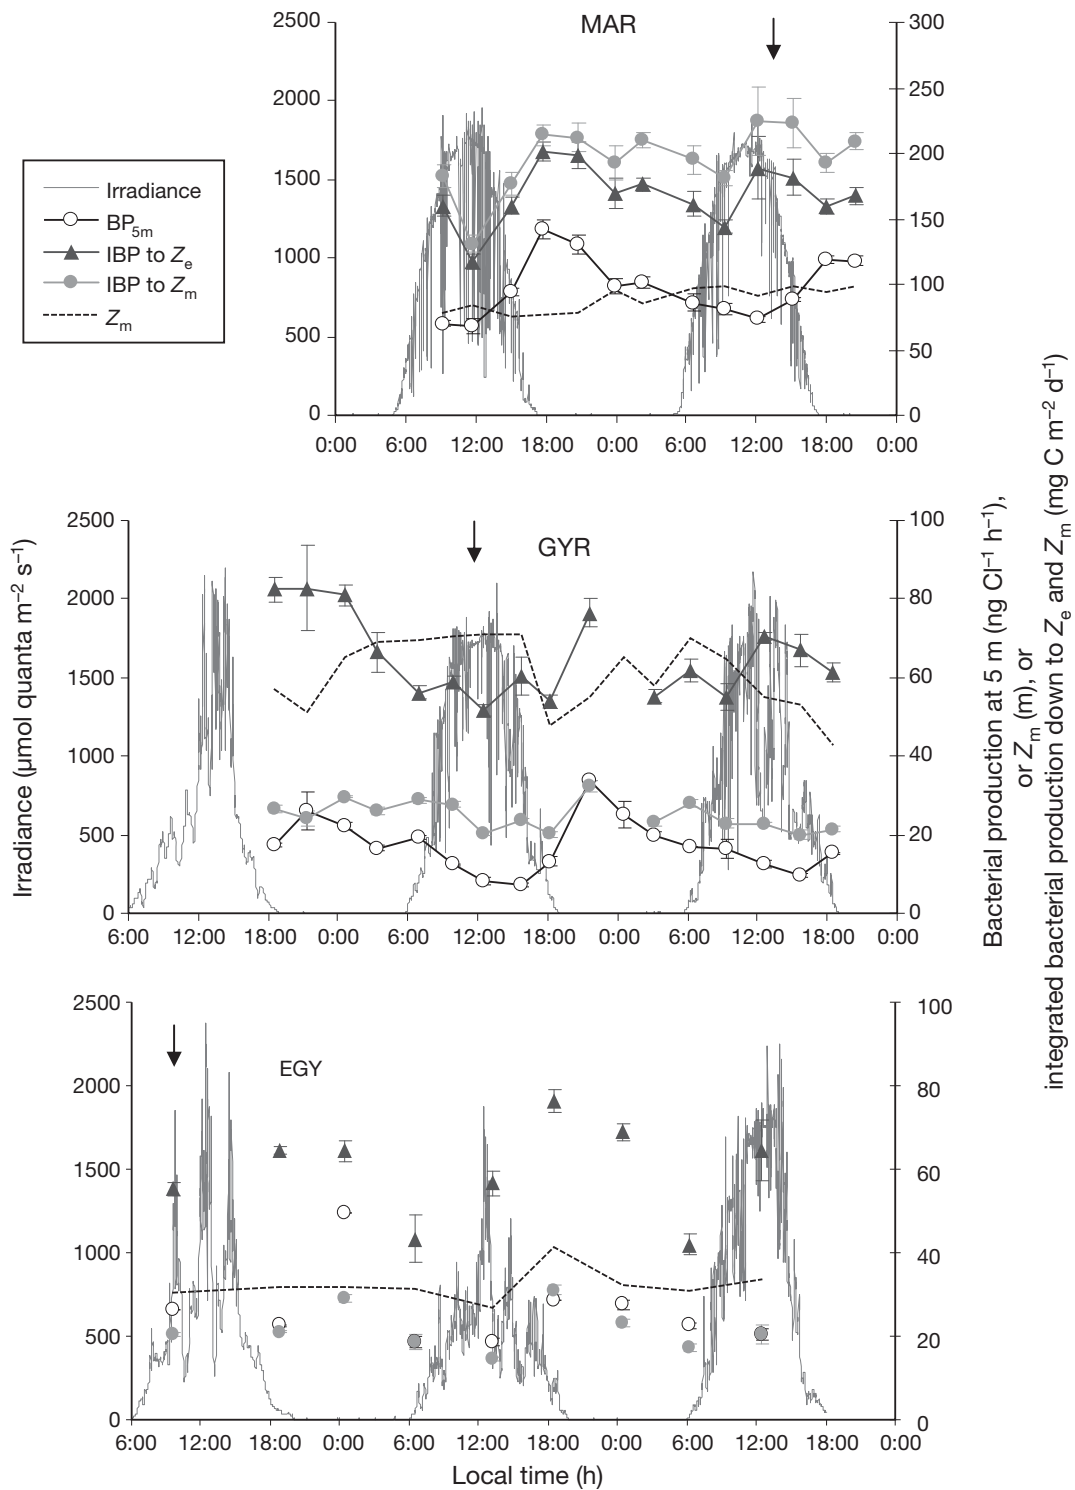 MAR
2500
2000
1500
1000
500
0
300
250
200
150
100
50
0
0:00 6:00 12:00 18:00 0:00 6:00 12:00 18:00 0:00
Irradiance
BP5m
IBP to Ze
IBP to Zm
Zm
GYR
2500
2000
1500
1000
500
0
100
80
60
40
20
0
6:00 12:00 18:00 0:00 6:00 12:00 18:00 0:00 6:00 12:00 18:00 0:00
Irradiance (µmol quanta m–2 s–1)
Bacterial production at 5 m (ng Cl–1 h–1),
or Zm (m), or
integrated bacterial production down to Ze and Zm (mg C m–2 d–1)
EGY
2500
2000
1500
1000
500
0
100
80
60
40
20
0
6:00 12:00 18:00 0:00 6:00 12:00 18:00 0:00 6:00 12:00 18:00 0:00
Local time (h)